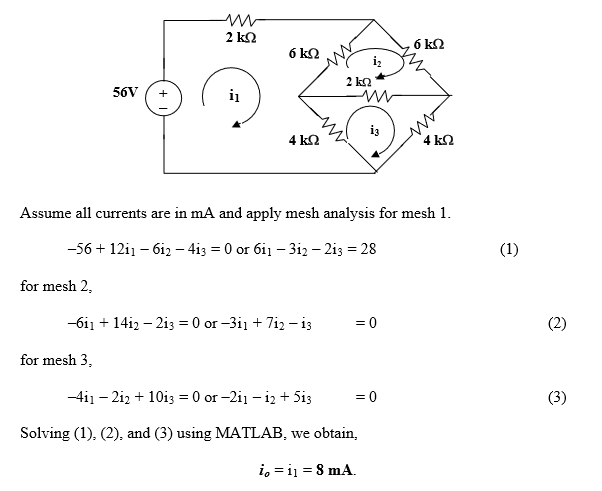 2 kΩ
6 kΩ
6 kΩ
i₂
2 kΩ
56V
+
–
i₁
i₃
4 kΩ
4 kΩ
Assume all currents are in mA and apply mesh analysis for mesh 1.
–56 + 12i₁ – 6i₂ – 4i₃ = 0 or 6i₁ – 3i₂ – 2i₃ = 28 (1)
for mesh 2,
–6i₁ + 14i₂ – 2i₃ = 0 or –3i₁ + 7i₂ – i₃ = 0 (2)
for mesh 3,
–4i₁ – 2i₂ + 10i₃ = 0 or –2i₁ – i₂ + 5i₃ = 0 (3)
Solving (1), (2), and (3) using MATLAB, we obtain,
iₒ = i₁ = 8 mA.